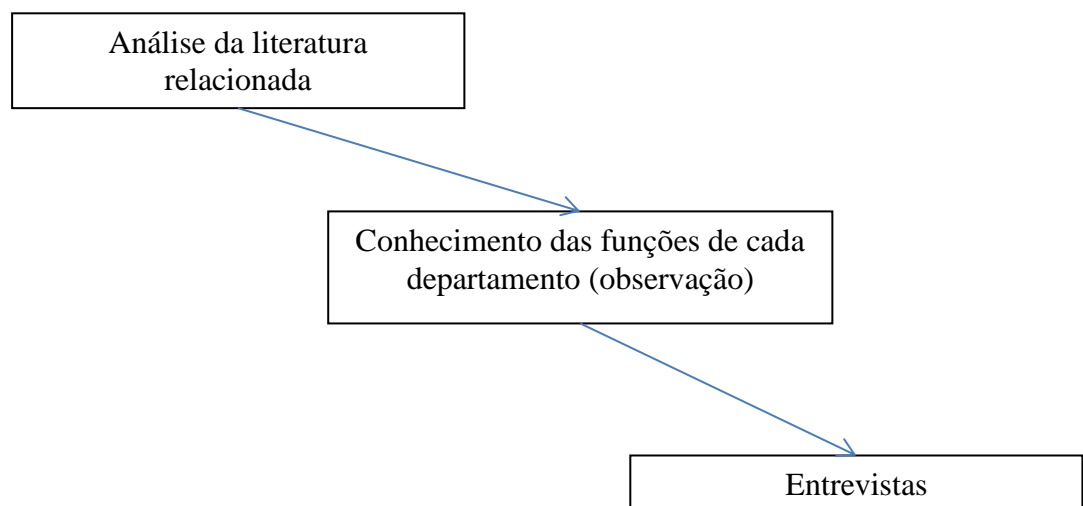 Análise da literatura
relacionada
Conhecimento das funções de cada
departamento (observação)
Entrevistas